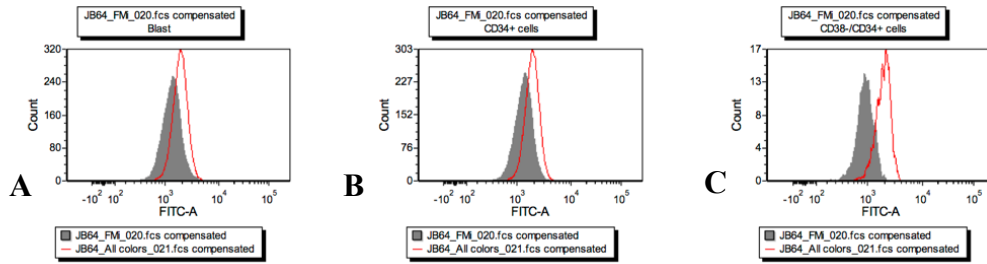 JB64_FMi_020.fcs compensated
Blast
320
240
160
80
0
Count
-10² 10²
10³
10⁴
10⁵
FITC-A
A
JB64_FMi_020.fcs compensated
JB64_All colors_021.fcs compensated
JB64_FMi_020.fcs compensated
CD34+ cells
303
227
152
76
0
Count
-10² 10²
10³
10⁴
10⁵
FITC-A
B
JB64_FMi_020.fcs compensated
JB64_All colors_021.fcs compensated
JB64_FMi_020.fcs compensated
CD38-/CD34+ cells
17
13
8
4
0
Count
-10² 10²
10³
10⁴
10⁵
FITC-A
C
JB64_FMi_020.fcs compensated
JB64_All colors_021.fcs compensated